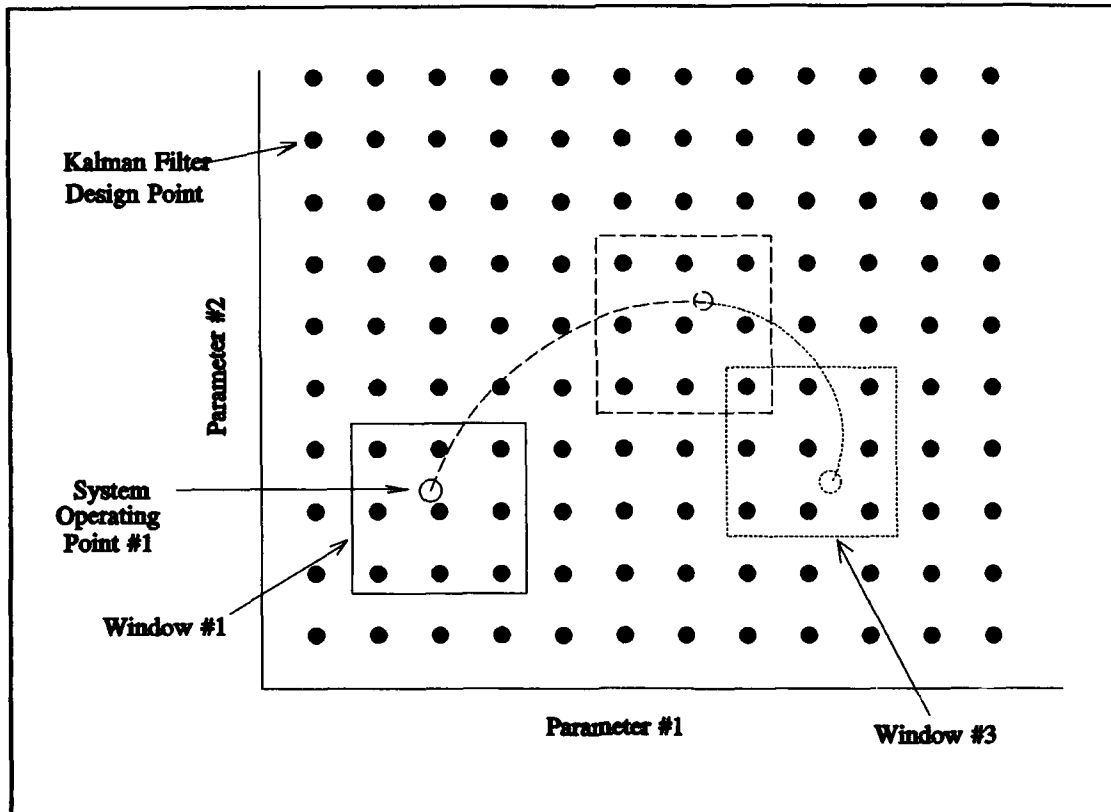 Kalman Filter
Design Point
Parameter #2
System
Operating
Point #1
Window #1
Parameter #1
Window #3